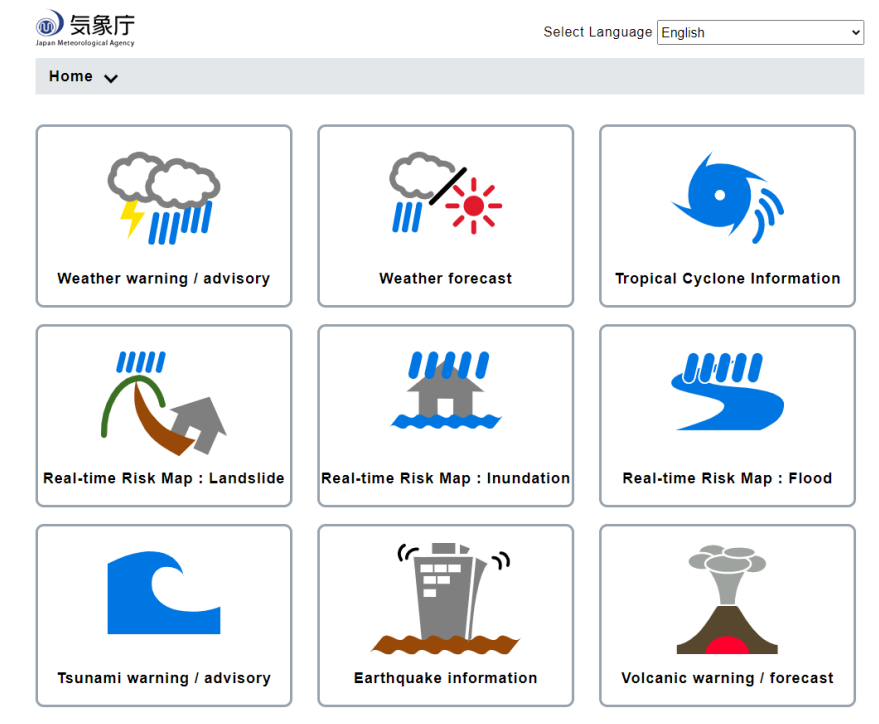 気象庁
Japan Meteorological Agency
Select Language English
Home
Weather warning / advisory
Weather forecast
Tropical Cyclone Information
Real-time Risk Map : Landslide
Real-time Risk Map : Inundation
Real-time Risk Map : Flood
Tsunami warning / advisory
Earthquake information
Volcanic warning / forecast